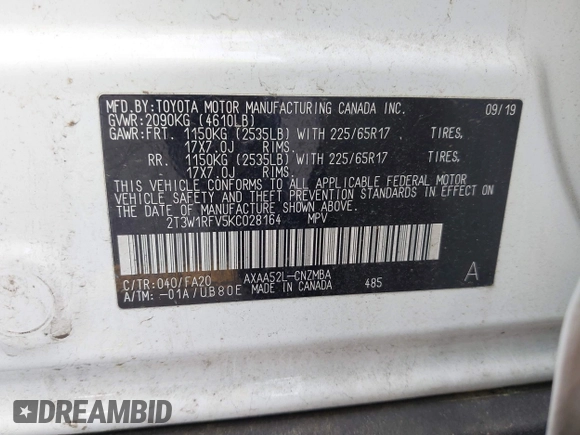 MFD.BY:TOYOTA MOTOR MANUFACTURING CANADA INC. 09/19
GVWR:2090KG (4610LB)
GAWR:FRT. 1150KG (2535LB) WITH 225/65R17 TIRES,
17X7.0J RIMS.
RR. 1150KG (2535LB) WITH 225/65R17 TIRES,
17X7.0J RIMS.
THIS VEHICLE CONFORMS TO ALL APPLICABLE FEDERAL MOTOR
VEHICLE SAFETY AND THEFT PREVENTION STANDARDS IN EFFECT ON
THE DATE OF MANUFACTURE SHOWN ABOVE.
2T3W1RFV5KC028164 MPV
C/TR:040/FA20 AXAA52L-CNZMBA A
A/TM:-01A/UB80E MADE IN CANADA 485
DREAMBID